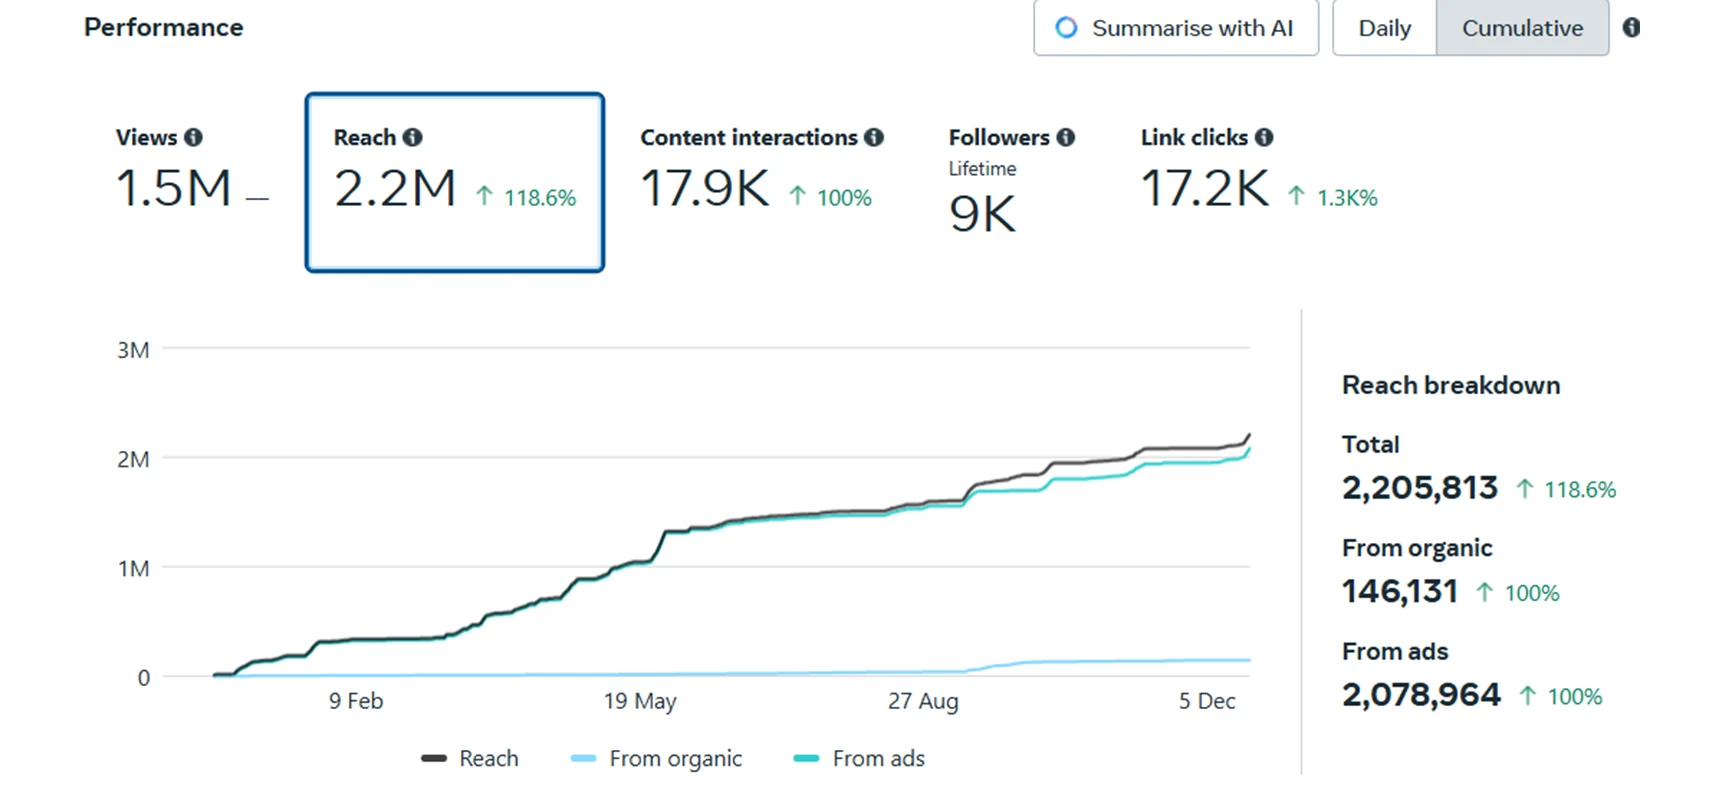 Performance
Summarise with AI
Daily
Cumulative
Views
1.5M —
Reach
2.2M ↑ 118.6%
Content interactions
17.9K ↑ 100%
Followers
Lifetime
9K
Link clicks
17.2K ↑ 1.3K%
3M
2M
1M
0
9 Feb
19 May
27 Aug
5 Dec
Reach
From organic
From ads
Reach breakdown
Total
2,205,813 ↑ 118.6%
From organic
146,131 ↑ 100%
From ads
2,078,964 ↑ 100%